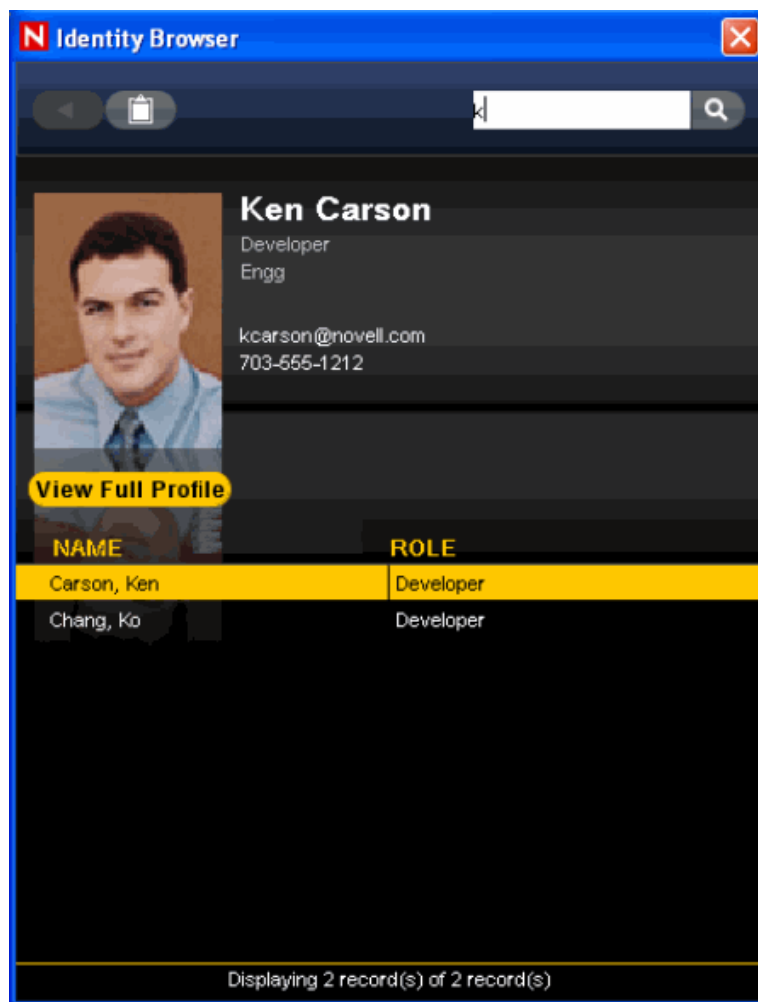 N Identity Browser
k
Ken Carson
Developer
Engg
kcarson@novell.com
703-555-1212
View Full Profile
NAME ROLE
Carson, Ken Developer
Chang, Ko Developer
Displaying 2 record(s) of 2 record(s)